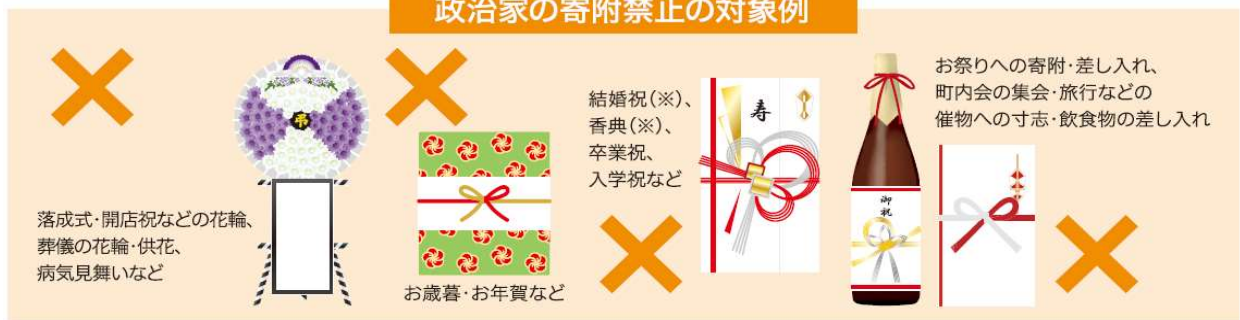 政治家の寄附禁止の対象例
落成式・開店祝などの花輪、
葬儀の花輪・供花、
病気見舞いなど
弔
お歳暮・お年賀など
結婚祝(※)、
香典(※)、
卒業祝、
入学祝など
寿
御祝
お祭りへの寄附・差し入れ、
町内会の集会・旅行などの
催物への寸志・飲食物の差し入れ